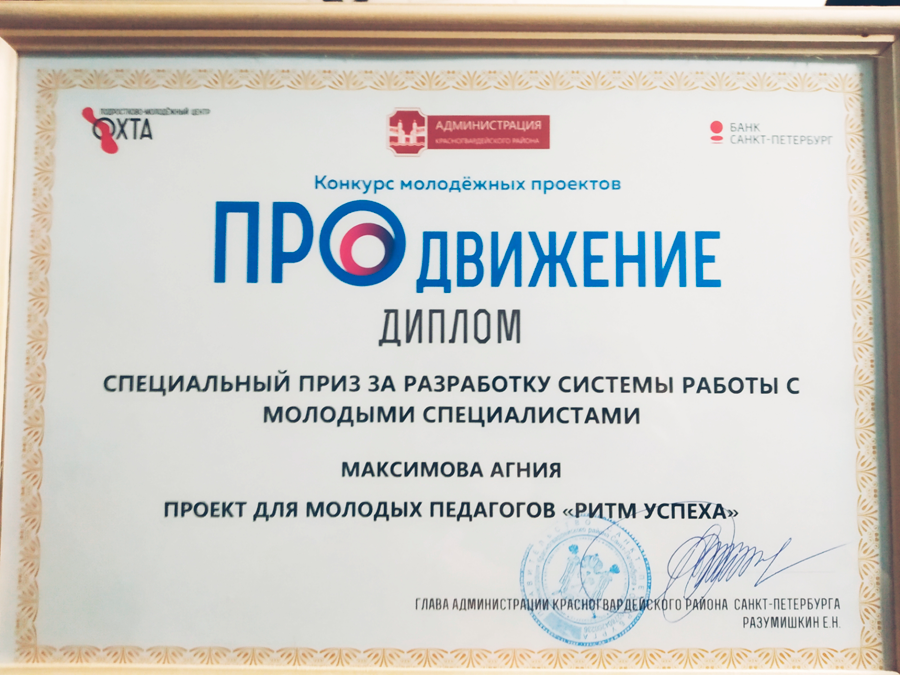 ПОДРОСТКОВО-МОЛОДЁЖНЫЙ ЦЕНТР
ОХТА
АДМИНИСТРАЦИЯ
КРАСНОГВАРДЕЙСКОГО РАЙОНА
БАНК
САНКТ-ПЕТЕРБУРГ
Конкурс молодёжных проектов
ПРОДВИЖЕНИЕ
ДИПЛОМ
СПЕЦИАЛЬНЫЙ ПРИЗ ЗА РАЗРАБОТКУ СИСТЕМЫ РАБОТЫ С
МОЛОДЫМИ СПЕЦИАЛИСТАМИ
МАКСИМОВА АГНИЯ
ПРОЕКТ ДЛЯ МОЛОДЫХ ПЕДАГОГОВ «РИТМ УСПЕХА»
ГЛАВА АДМИНИСТРАЦИИ КРАСНОГВАРДЕЙСКОГО РАЙОНА САНКТ-ПЕТЕРБУРГА
РАЗУМИШКИН Е.Н.